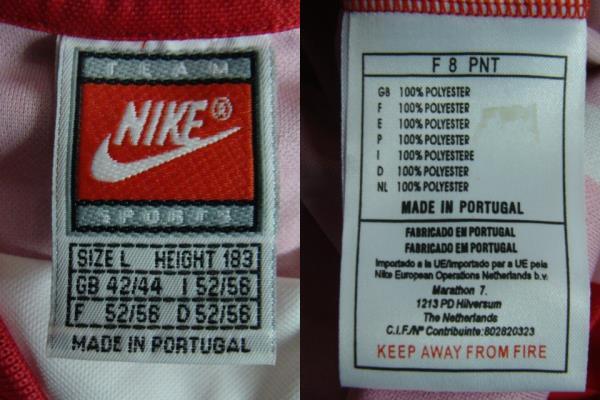 TEAM
NIKE®
SPORTS
SIZE L HEIGHT 183
GB 42/44 I 52/56
F 52/56 D 52/56
MADE IN PORTUGAL
F 8 PNT
GB 100% POLYESTER
F 100% POLYESTER
E 100% POLYESTER
P 100% POLYESTER
I 100% POLYESTERE
D 100% POLYESTER
NL 100% POLYESTER
MADE IN PORTUGAL
FABRICADO EM PORTUGAL
FABRICADO EN PORTUGAL
Importado a la UE/Importado par a UE pela
Nike European Operations Netherlands b.v.
Marathon 7.
1213 PD Hilversum
The Netherlands
C.I.F/Nº Contribuinte:802820323
KEEP AWAY FROM FIRE